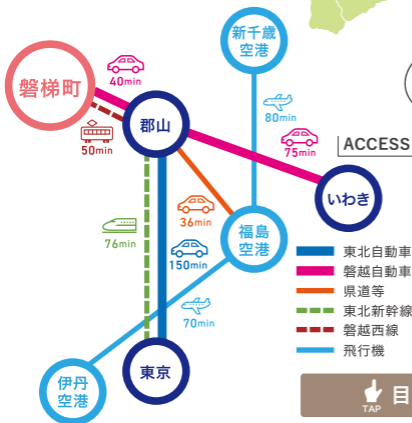 新千歳
空港
40min
磐梯町
郡山
80min
50min
75min
ACCESS
いわき
36min
76min
福島
空港
150min
東北自動車
磐越自動車
県道等
70min
東北新幹線
磐越西線
飛行機
東京
伊丹
空港
目
TAP